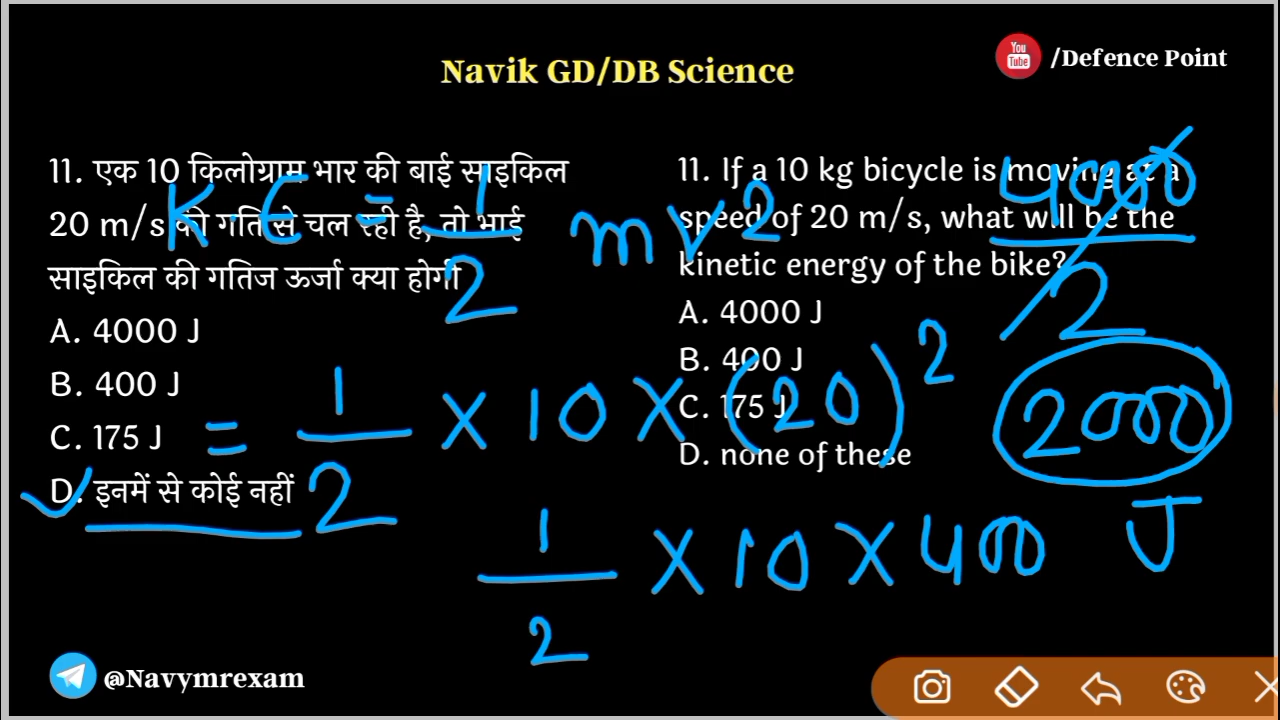 Navik GD/DB Science
You Tube /Defence Point
11. एक 10 किलोग्राम भार की बाई साइकिल
20 m/s की गति से चल रही है, तो भाई
साइकिल की गतिज ऊर्जा क्या होगी
A. 4000 J
B. 400 J
C. 175 J
D. इनमें से कोई नहीं
11. If a 10 kg bicycle is moving at a
speed of 20 m/s, what will be the
kinetic energy of the bike?
A. 4000 J
B. 400 J
C. 175 J
D. none of these
K.E = 1/2 mv²
= 1/2 × 10 × (20)²
1/2 × 10 × 400
4000/2
2000
J
@Navymrexam